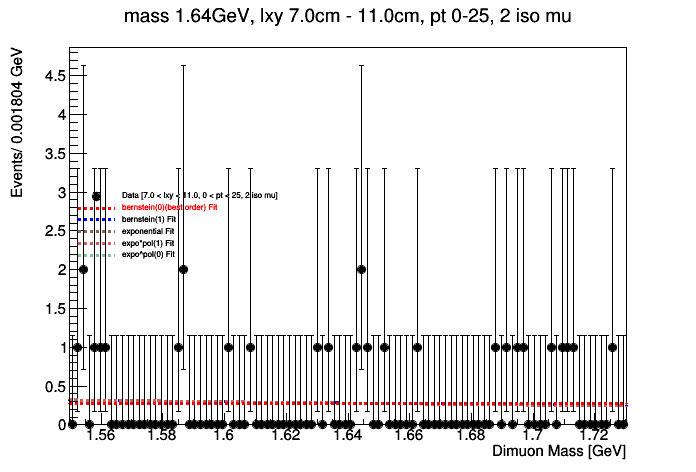 mass 1.64GeV, lxy 7.0cm - 11.0cm, pt 0-25, 2 iso mu
Events/ 0.001804 GeV
4.5
4
3.5
3
2.5
2
1.5
1
0.5
0
Data [7.0 < lxy < 11.0, 0 < pt < 25, 2 iso mu]
bernstein(0)(best order) Fit
bernstein(1) Fit
exponential Fit
expo*pol(1) Fit
expo^pol(0) Fit
1.56 1.58 1.6 1.62 1.64 1.66 1.68 1.7 1.72
Dimuon Mass [GeV]